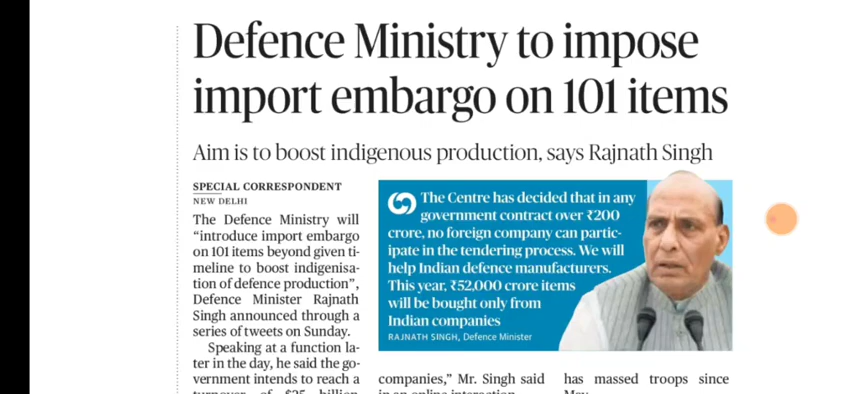 Defence Ministry to impose
import embargo on 101 items
Aim is to boost indigenous production, says Rajnath Singh
SPECIAL CORRESPONDENT
NEW DELHI
The Defence Ministry will
“introduce import embargo
on 101 items beyond given ti-
meline to boost indigenisa-
tion of defence production”,
Defence Minister Rajnath
Singh announced through a
series of tweets on Sunday.
Speaking at a function la-
ter in the day, he said the go-
vernment intends to reach a
The Centre has decided that in any
government contract over ₹200
crore, no foreign company can partic-
ipate in the tendering process. We will
help Indian defence manufacturers.
This year, ₹52,000 crore items
will be bought only from
Indian companies
RAJNATH SINGH, Defence Minister
companies,” Mr. Singh said
has massed troops since